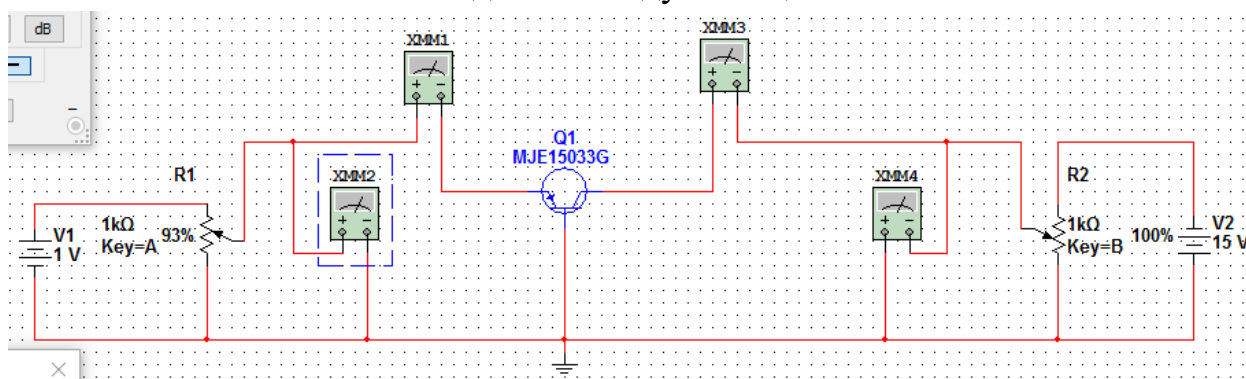 dB
XMM1
XMM3
Q1
MJE15033G
R1
XMM2
XMM4
R2
V1
1 V
1kΩ
Key=A
93%
1kΩ
Key=B
100%
V2
15 V